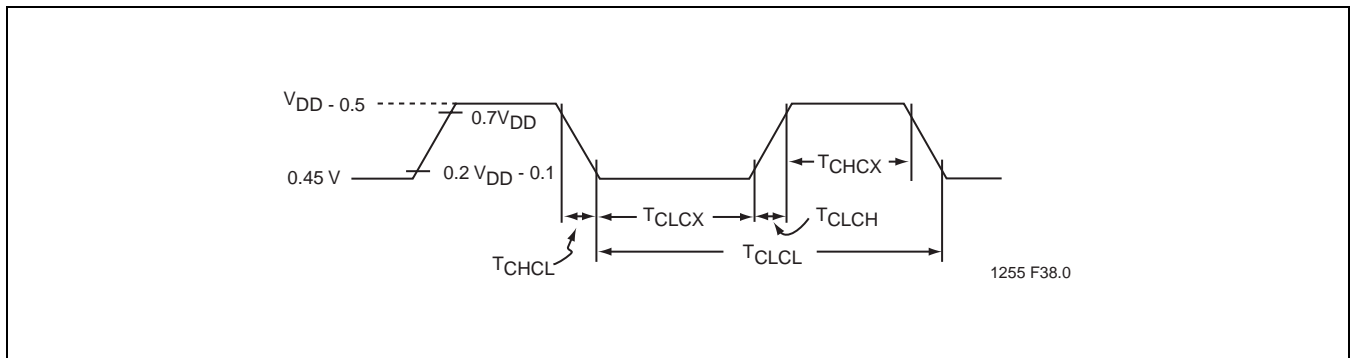 VDD - 0.5
0.7VDD
0.45 V
0.2 VDD - 0.1
TCHCX
TCLCX
TCLCH
TCHCL
TCLCL
1255 F38.0